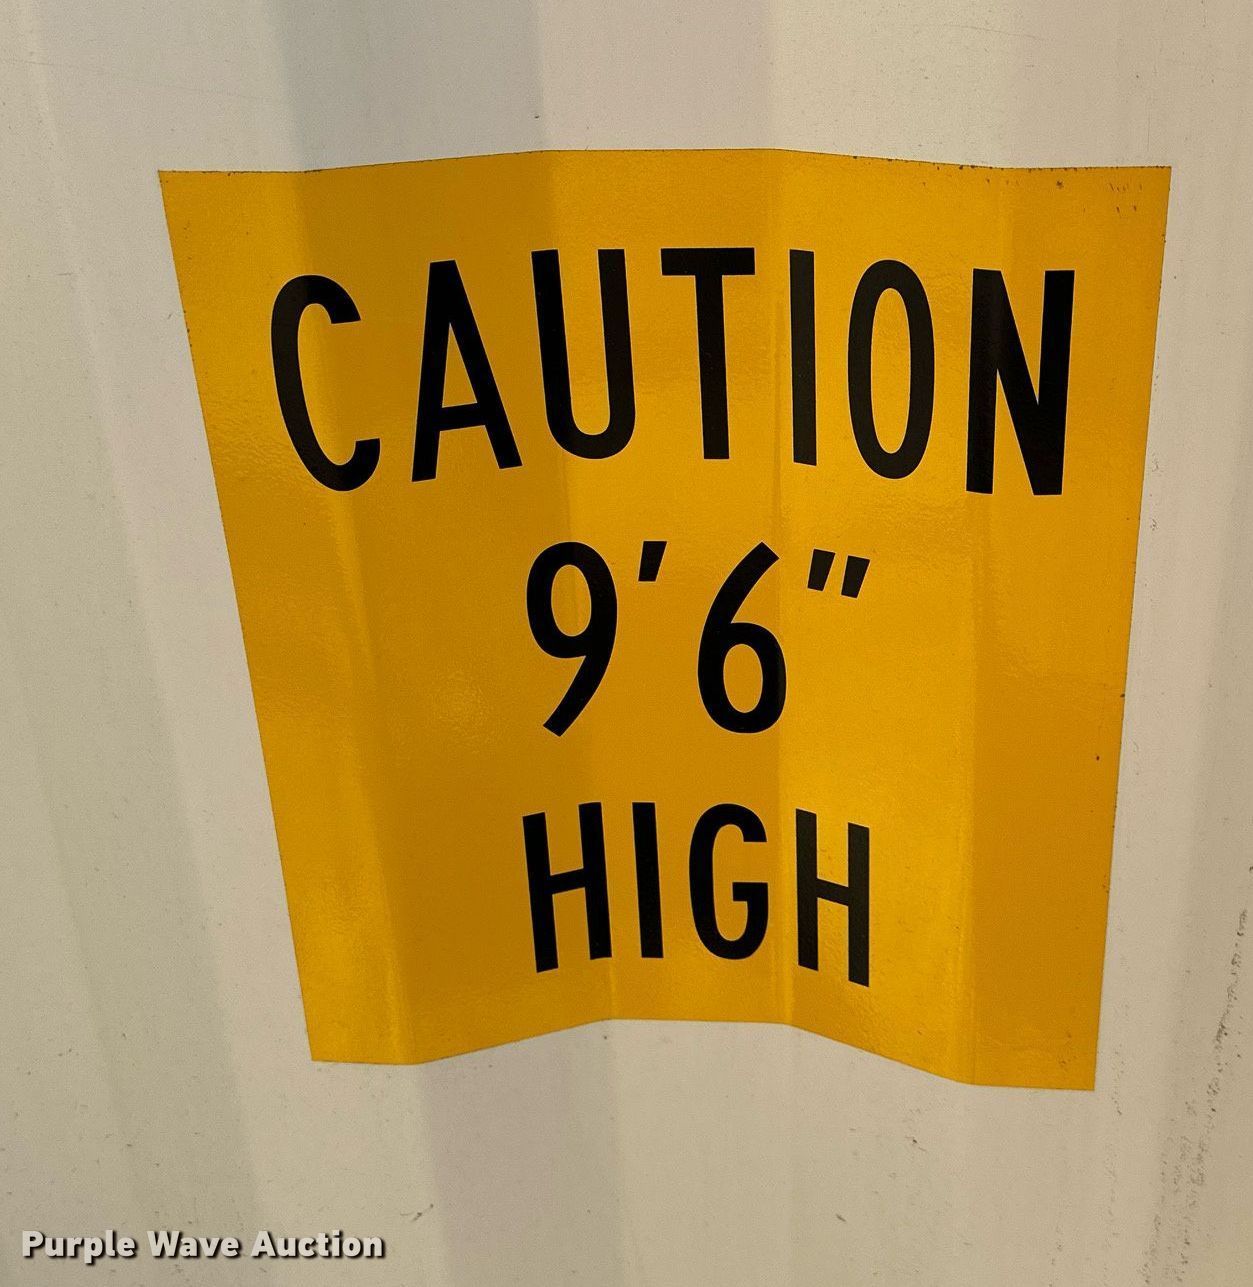 CAUTION
9'6"
HIGH
Purple Wave Auction